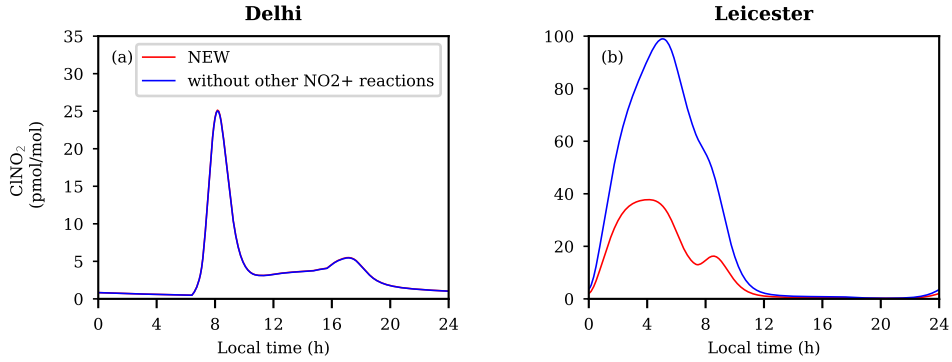 Delhi
Leicester
(a)
NEW
without other NO2+ reactions
(b)
ClNO₂
(pmol/mol)
35
30
25
20
15
10
5
0
100
80
60
40
20
0
0 4 8 12 16 20 24
0 4 8 12 16 20 24
Local time (h)
Local time (h)